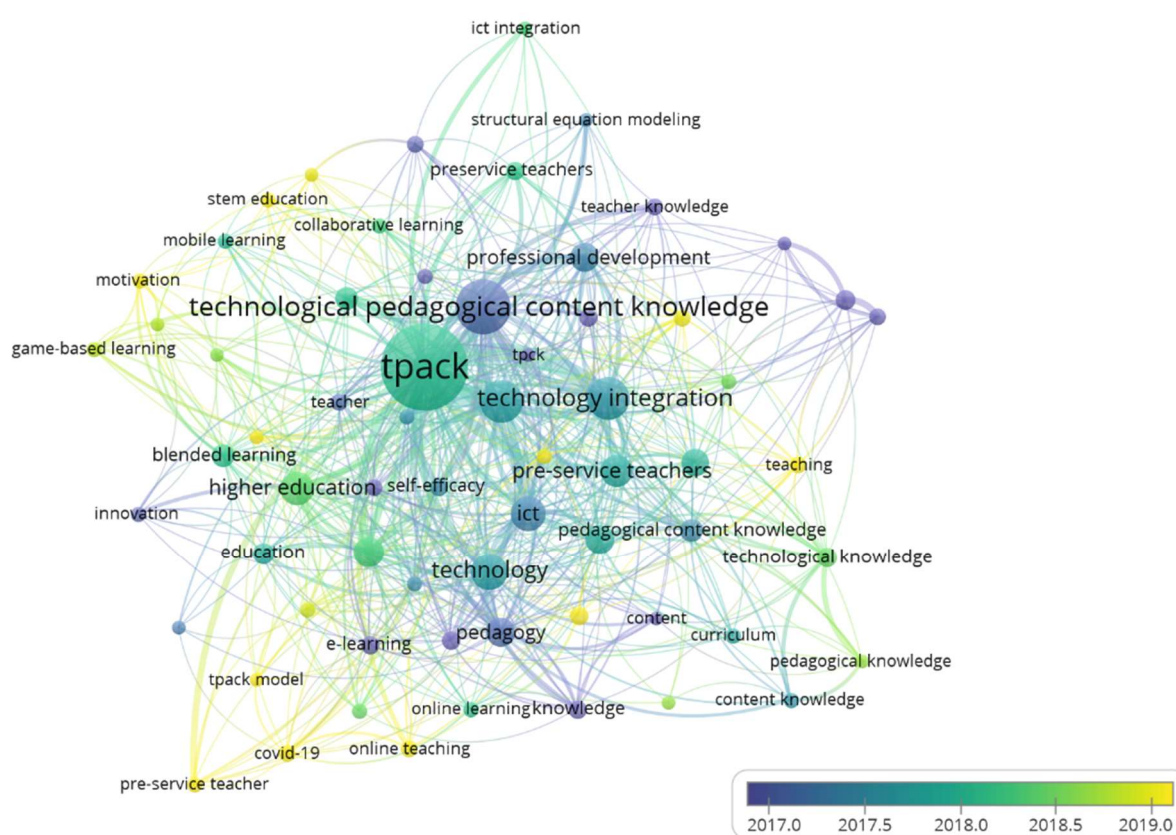 ict integration
structural equation modeling
preservice teachers
stem education
teacher knowledge
collaborative learning
mobile learning
professional development
motivation
technological pedagogical content knowledge
game-based learning
tpck
tpack
technology integration
teacher
blended learning
pre-service teachers
teaching
higher education
self-efficacy
innovation
ict
pedagogical content knowledge
education
technological knowledge
technology
content
pedagogy
curriculum
e-learning
pedagogical knowledge
tpack model
content knowledge
online learning
knowledge
covid-19
online teaching
pre-service teacher
2017.0 2017.5 2018.0 2018.5 2019.0